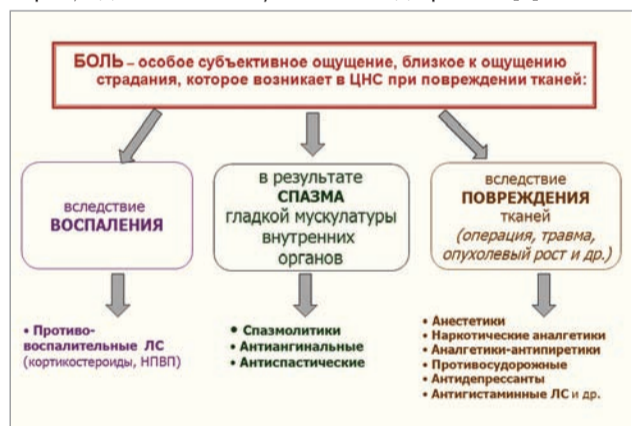 БОЛЬ – особое субъективное ощущение, близкое к ощущению
страдания, которое возникает в ЦНС при повреждении тканей:
вследствие
ВОСПАЛЕНИЯ
в результате
СПАЗМА
гладкой мускулатуры
внутренних
органов
вследствие
ПОВРЕЖДЕНИЯ
тканей
(операция, травма,
опухолевый рост и др.)
• Противо-
воспалительные ЛС
(кортикостероиды, НПВП)
• Спазмолитики
• Антиангинальные
• Антиспастические
• Анестетики
• Наркотические аналгетики
• Аналгетики-антипиретики
• Противосудорожные
• Антидепрессанты
• Антигистаминные ЛС и др.